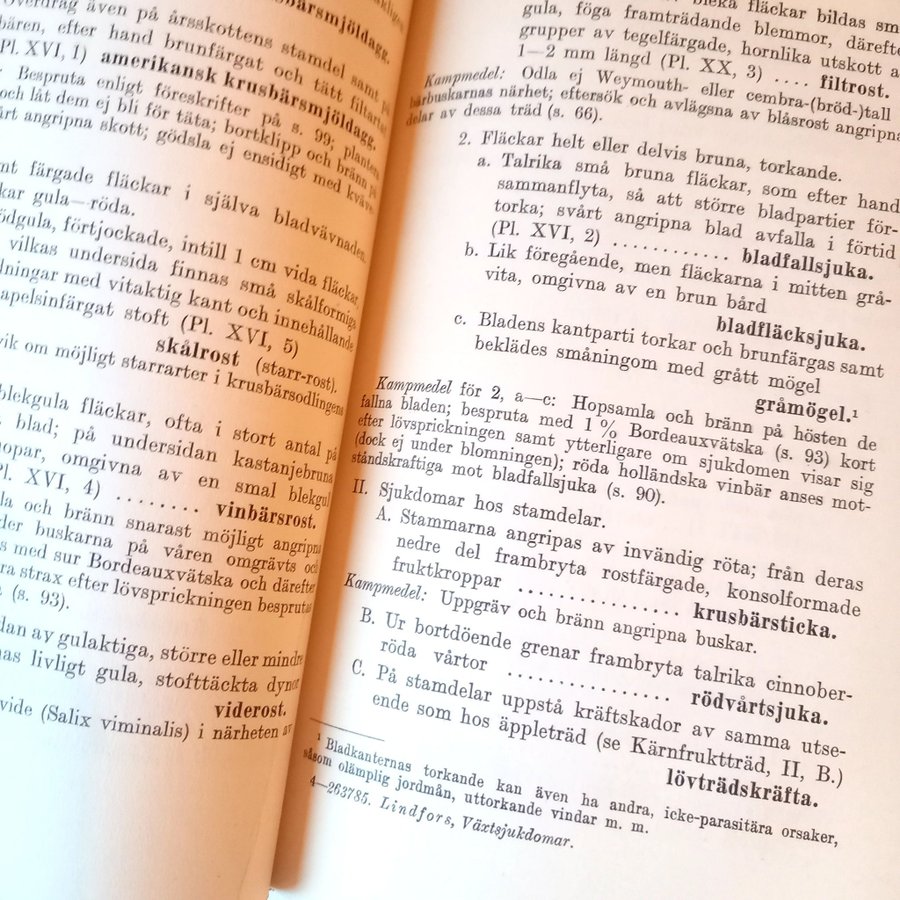 Överdrag även på årsskottens stamdel samt på
bären, efter hand brunfärgat och tätt filtartat
(Pl. XVI, 1) amerikansk krusbärsmjöldagg.
Bespruta enligt föreskrifter på s. 99; plantera
och låt dem ej bli för täta; bortklipp och bränn på
angripna skott; gödsla ej ensidigt med kväve.
färgade fläckar i själva bladvävnaden.
gula—röda.
förtjockade, intill 1 cm vida fläckar,
vilkas undersida finnas små skålformiga
med vitaktig kant och innehållande
stoft (Pl. XVI, 5)
skålrost (starr-rost).
om möjligt starrarter i krusbärsodlingens
blekgula fläckar, ofta i stort antal på
blad; på undersidan kastanjebruna
omgivna av en smal blekgul
XVI, 4) ........ vinbärsrost.
och bränn snarast möjligt angripna
buskarna på våren omgrävts och
med sur Bordeauxvätska och därefter
strax efter lövsprickningen besprutas
(s. 93).
av gulaktiga, större eller mindre
livligt gula, stofttäckta dynor
viderost.
vide (Salix viminalis) i närheten av
bleka fläckar bildas små
gula, föga framträdande blemmor, därefter
grupper av tegelfärgade, hornlika utskott av
1—2 mm längd (Pl. XX, 3) .... filtrost.
Kampmedel: Odla ej Weymouth- eller cembra-(bröd-)tall
bärbuskarnas närhet; eftersök och avlägsna av blåsrost angripna
delar av dessa träd (s. 66).
2. Fläckar helt eller delvis bruna, torkande.
a. Talrika små bruna fläckar, som efter hand
sammanflyta, så att större bladpartier för-
torka; svårt angripna blad avfalla i förtid
(Pl. XVI, 2) ............ bladfallsjuka.
b. Lik föregående, men fläckarna i mitten grå-
vita, omgivna av en brun bård
bladfläcksjuka.
c. Bladens kantparti torkar och brunfärgas samt
beklädes småningom med grått mögel
gråmögel.¹
Kampmedel för 2, a—c: Hopsamla och bränn på hösten de
fallna bladen; bespruta med 1 % Bordeauxvätska (s. 93) kort
efter lövsprickningen samt ytterligare om sjukdomen visar sig
(dock ej under blomningen); röda holländska vinbär anses mot-
ståndskraftiga mot bladfallsjuka (s. 90).
II. Sjukdomar hos stamdelar.
A. Stammarna angripas av invändig röta; från deras
nedre del frambryta rostfärgade, konsolformade
fruktkroppar ................ krusbärsticka.
Kampmedel: Uppgräv och bränn angripna buskar.
B. Ur bortdöende grenar frambryta talrika cinnober-
röda vårtor ................ rödvårtsjuka.
C. På stamdelar uppstå kräftskador av samma utse-
ende som hos äppleträd (se Kärnfruktträd, II, B.)
lövträdskräfta.
¹ Bladkanternas torkande kan även ha andra, icke-parasitära orsaker,
såsom olämplig jordmån, uttorkande vindar m. m.
4—263785. Lindfors, Växtsjukdomar.